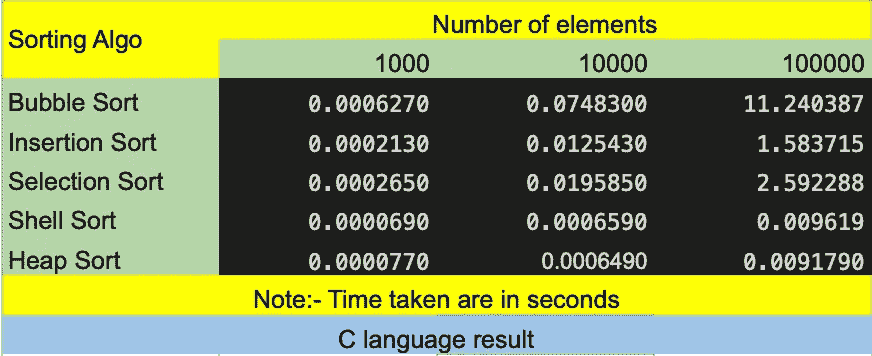 Sorting Algo
Number of elements
1000 10000 100000
Bubble Sort 0.0006270 0.0748300 11.240387
Insertion Sort 0.0002130 0.0125430 1.583715
Selection Sort 0.0002650 0.0195850 2.592288
Shell Sort 0.0000690 0.0006590 0.009619
Heap Sort 0.0000770 0.0006490 0.0091790
Note:- Time taken are in seconds
C language result